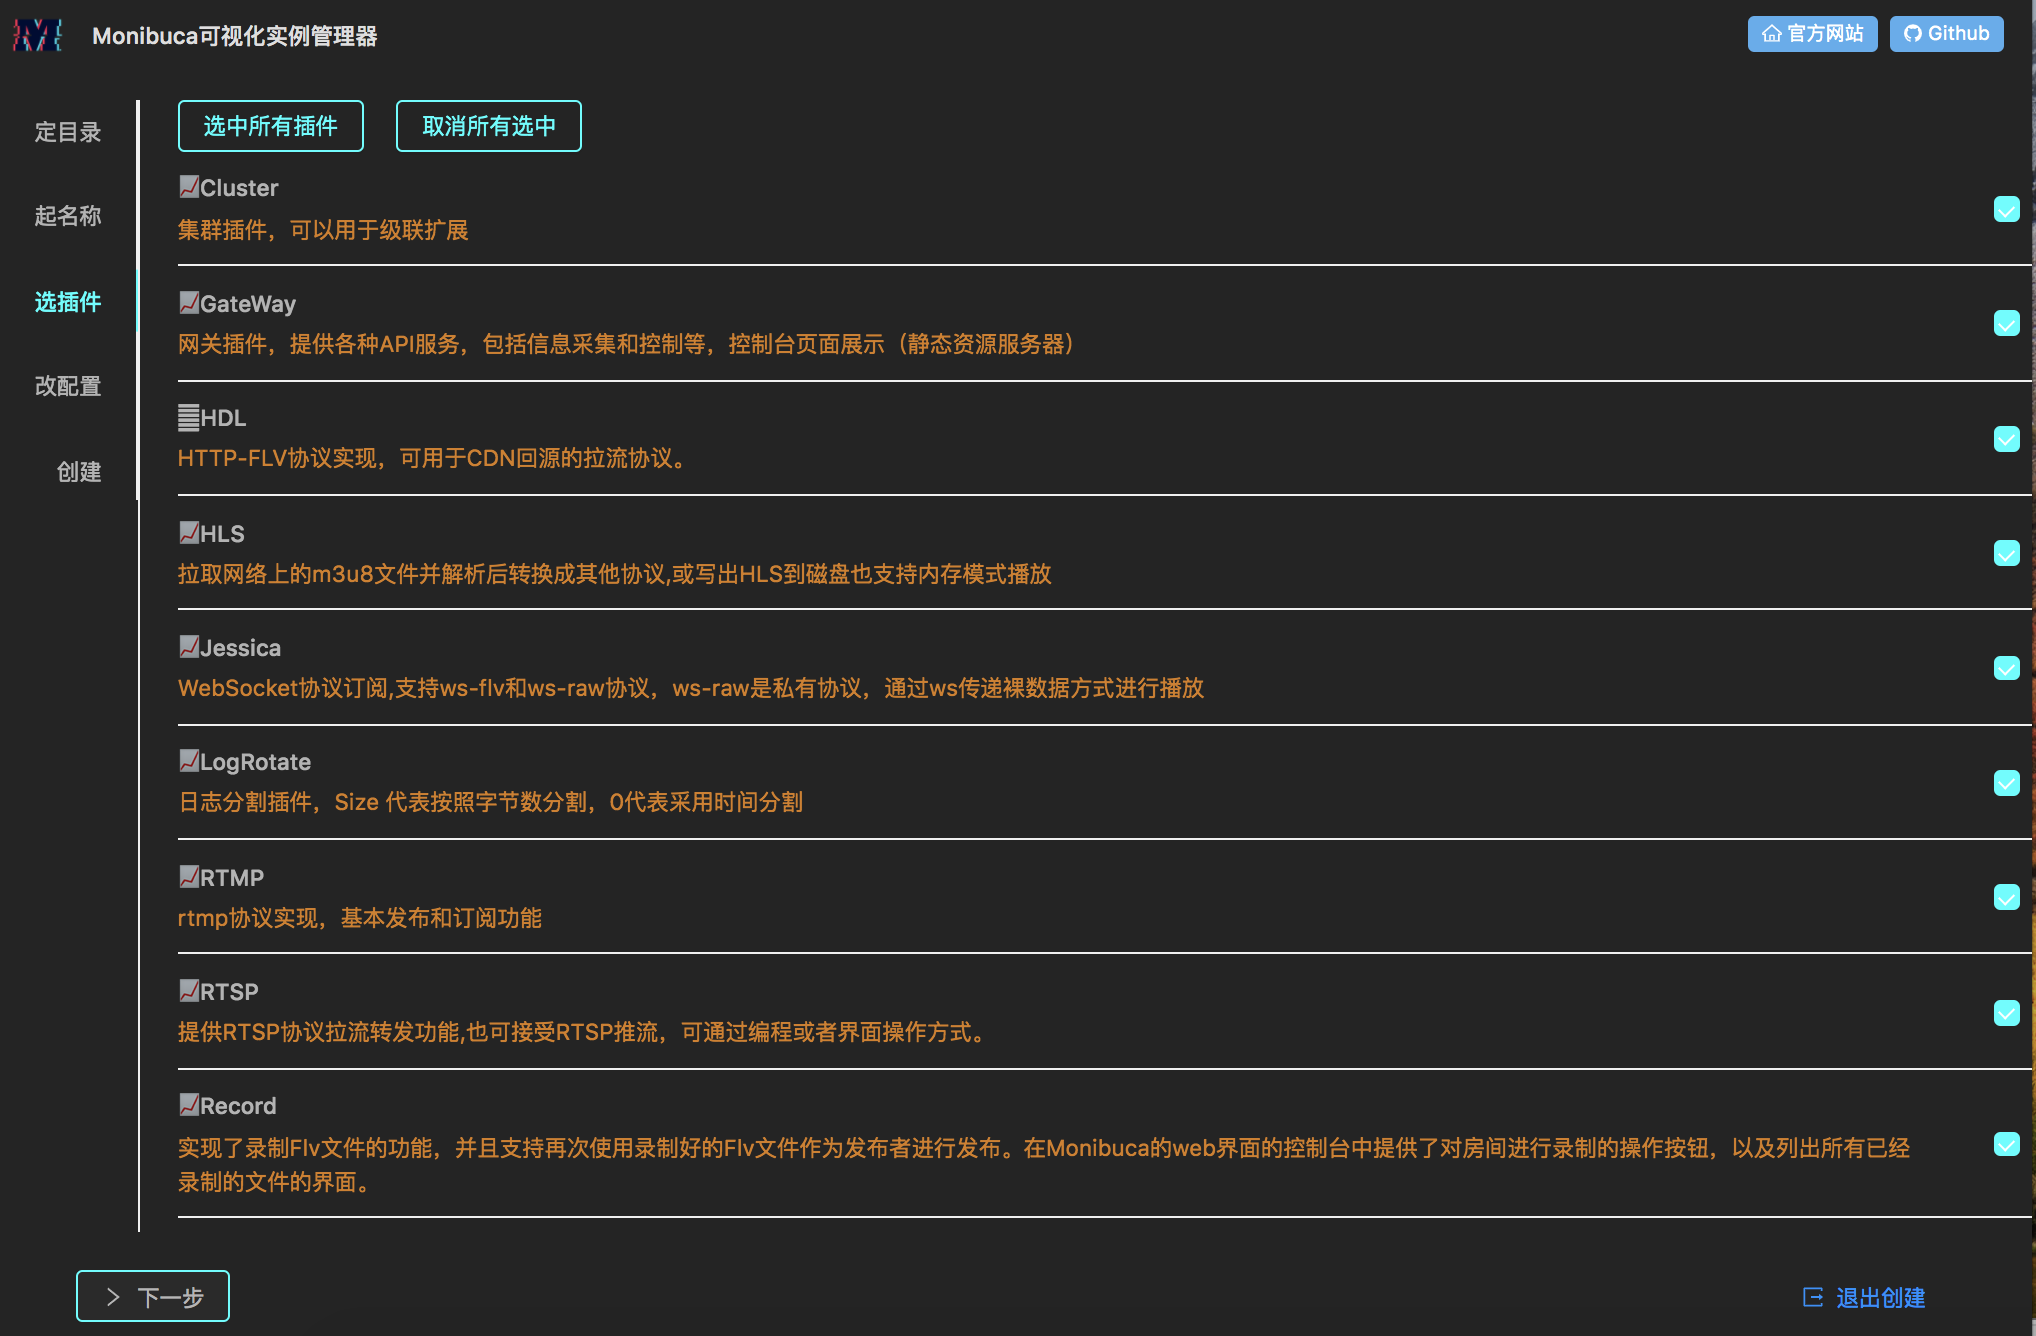 Monibuca可视化实例管理器
官方网站
Github
定目录
起名称
选插件
改配置
创建
选中所有插件
取消所有选中
Cluster
集群插件，可以用于级联扩展
GateWay
网关插件，提供各种API服务，包括信息采集和控制等，控制台页面展示（静态资源服务器）
HDL
HTTP-FLV协议实现，可用于CDN回源的拉流协议。
HLS
拉取网络上的m3u8文件并解析后转换成其他协议,或写出HLS到磁盘也支持内存模式播放
Jessica
WebSocket协议订阅,支持ws-flv和ws-raw协议，ws-raw是私有协议，通过ws传递裸数据方式进行播放
LogRotate
日志分割插件，Size 代表按照字节数分割，0代表采用时间分割
RTMP
rtmp协议实现，基本发布和订阅功能
RTSP
提供RTSP协议拉流转发功能,也可接受RTSP推流，可通过编程或者界面操作方式。
Record
实现了录制Flv文件的功能，并且支持再次使用录制好的Flv文件作为发布者进行发布。在Monibuca的web界面的控制台中提供了对房间进行录制的操作按钮，以及列出所有已经
录制的文件的界面。
下一步
退出创建